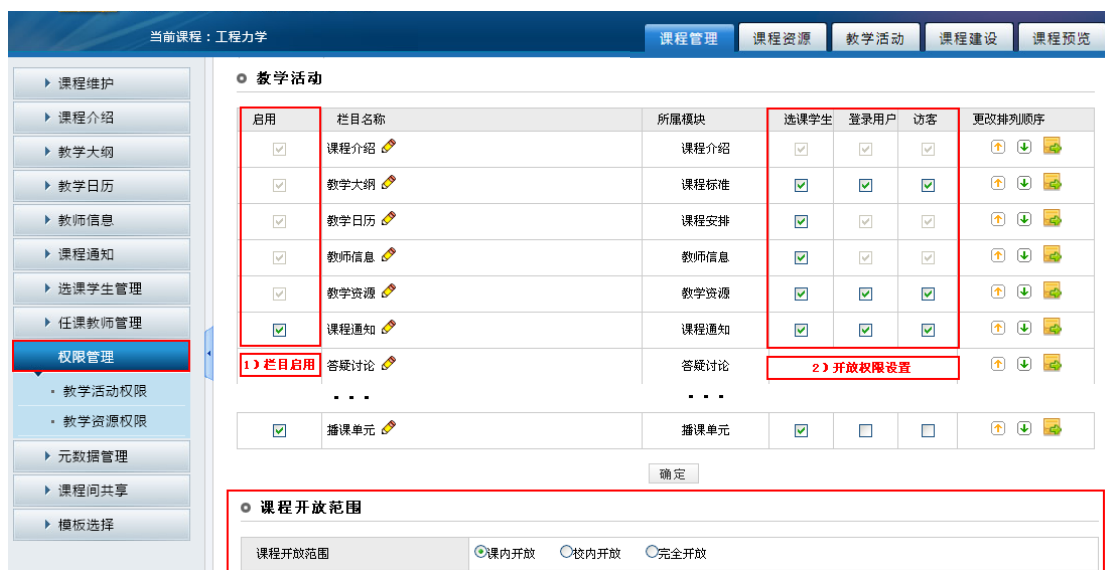 当前课程：工程力学
课程管理 课程资源 教学活动 课程建设 课程预览
课程维护
课程介绍
教学大纲
教学日历
教师信息
课程通知
选课学生管理
任课教师管理
权限管理
教学活动权限
教学资源权限
元数据管理
课程间共享
模板选择
教学活动
启用 栏目名称 所属模块 选课学生 登录用户 访客 更改排列顺序
课程介绍 课程介绍
教学大纲 课程标准
教学日历 课程安排
教师信息 教师信息
教学资源 教学资源
课程通知 课程通知
1）栏目启用 答疑讨论 答疑讨论 2）开放权限设置
... ...
播课单元 播课单元
确定
课程开放范围
课程开放范围 课内开放 校内开放 完全开放